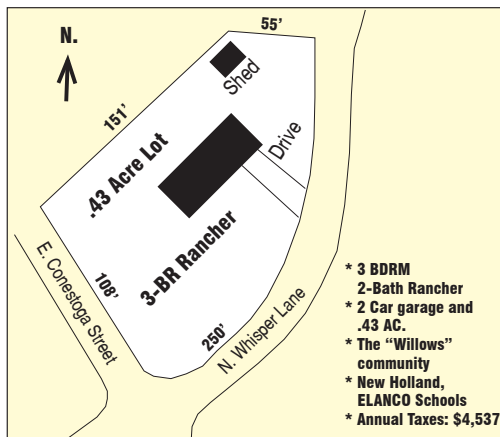 N.
55'
Shed
151'
Drive
.43 Acre Lot
3-BR Rancher
E. Conestoga Street
108'
250'
N. Whisper Lane
* 3 BDRM
2-Bath Rancher
* 2 Car garage and
.43 AC.
* The “Willows”
community
* New Holland,
ELANCO Schools
* Annual Taxes: $4,537